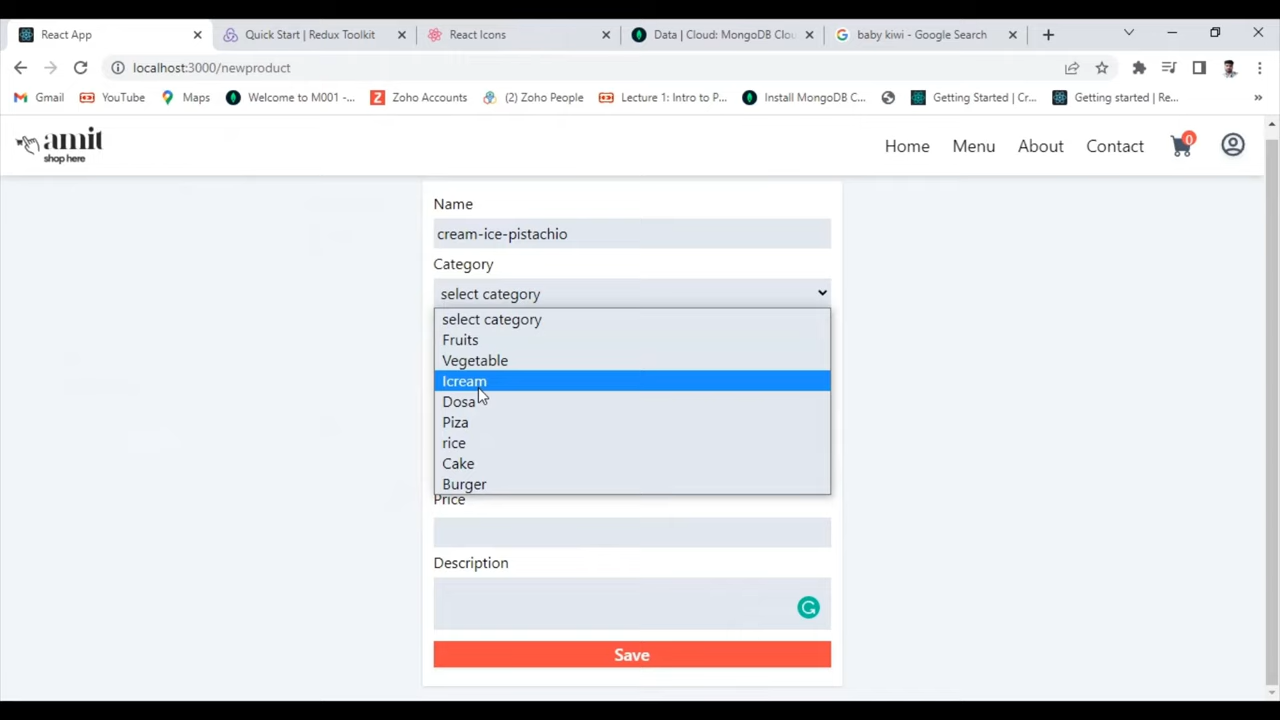 React App
Quick Start | Redux Toolkit
React Icons
Data | Cloud: MongoDB Clou
baby kiwi - Google Search
localhost:3000/newproduct
Gmail
YouTube
Maps
Welcome to M001 -...
Zoho Accounts
(2) Zoho People
Lecture 1: Intro to P...
Install MongoDB C...
Getting Started | Cr...
Getting started | Re...
amit
shop here
Home
Menu
About
Contact
0
Name
cream-ice-pistachio
Category
select category
select category
Fruits
Vegetable
Icream
Dosa
Piza
rice
Cake
Burger
Price
Description
Save